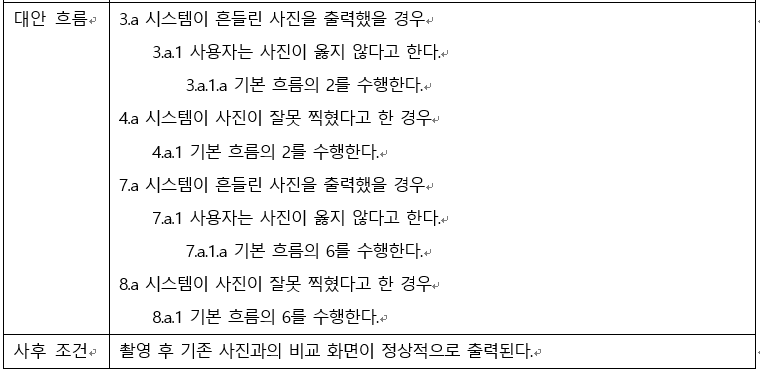 대안 흐름
3.a 시스템이 흔들린 사진을 출력했을 경우
3.a.1 사용자는 사진이 옳지 않다고 한다.
3.a.1.a 기본 흐름의 2를 수행한다.
4.a 시스템이 사진이 잘못 찍혔다고 한 경우
4.a.1 기본 흐름의 2를 수행한다.
7.a 시스템이 흔들린 사진을 출력했을 경우
7.a.1 사용자는 사진이 옳지 않다고 한다.
7.a.1.a 기본 흐름의 6를 수행한다.
8.a 시스템이 사진이 잘못 찍혔다고 한 경우
8.a.1 기본 흐름의 6를 수행한다.
사후 조건 촬영 후 기존 사진과의 비교 화면이 정상적으로 출력된다.